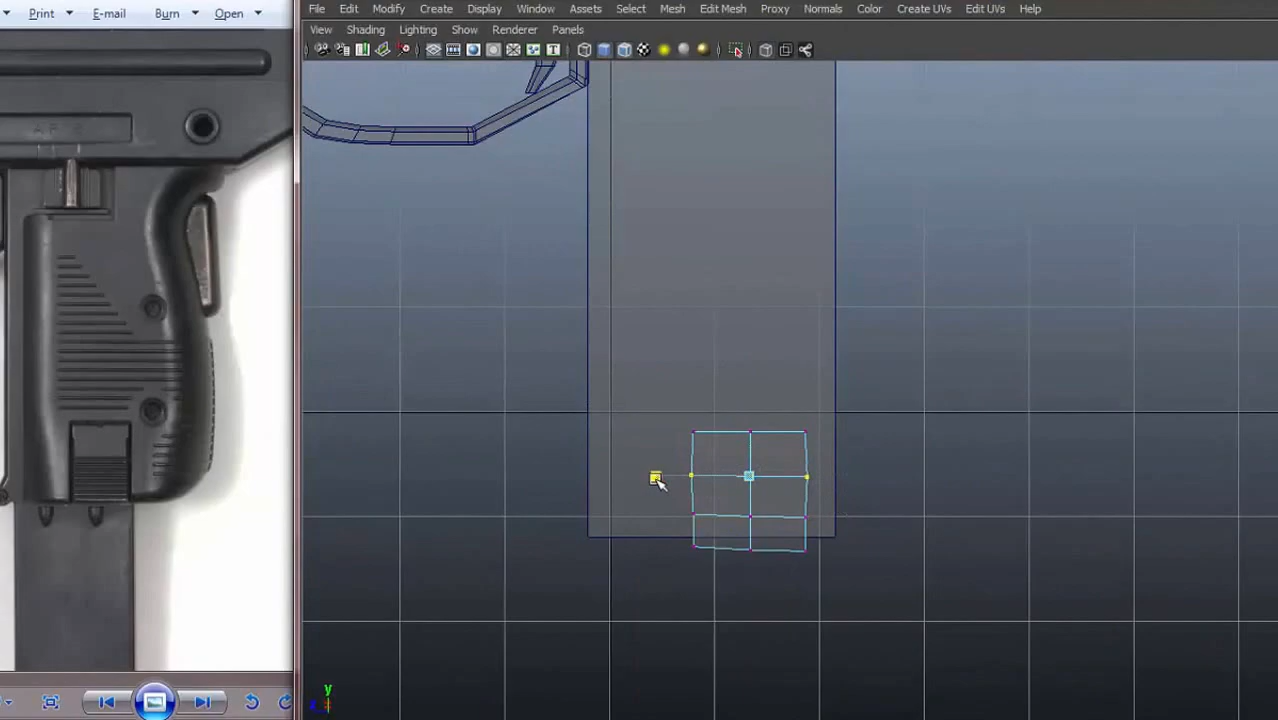 Print E-mail Burn Open
File Edit Modify Create Display Window Assets Select Mesh Edit Mesh Proxy Normals Color Create UVs Edit UVs Help
View Shading Lighting Show Renderer Panels
y